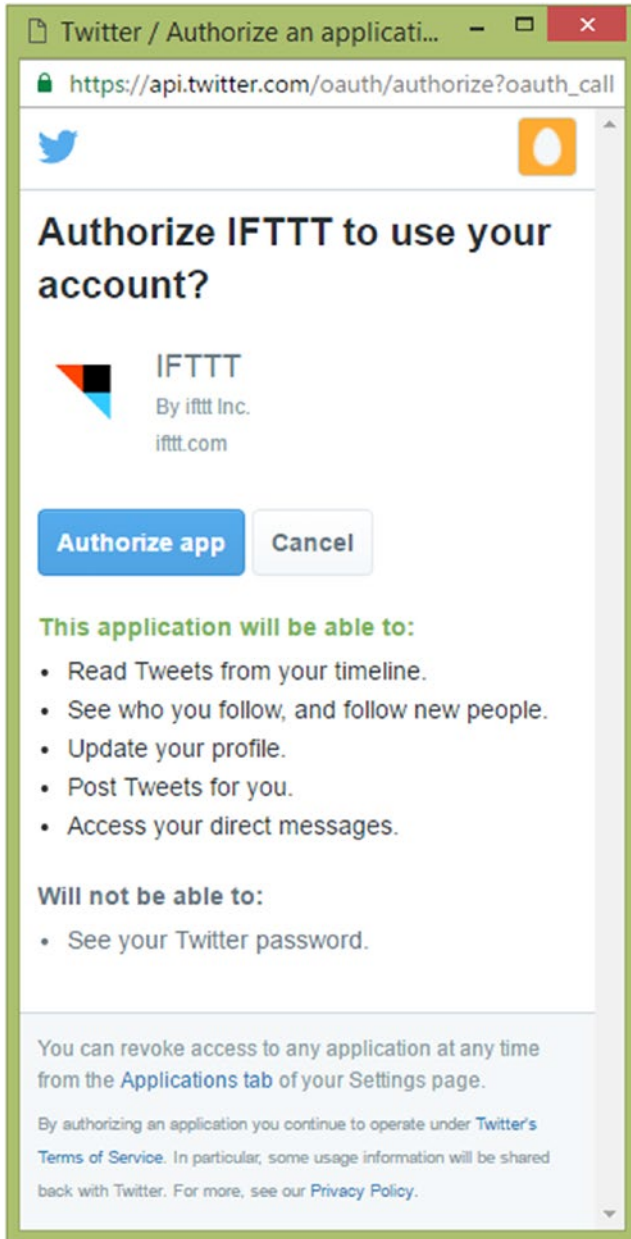 Twitter / Authorize an applicati...
https://api.twitter.com/oauth/authorize?oauth_call
Authorize IFTTT to use your
account?
IFTTT
By ifttt Inc.
ifttt.com
Authorize app Cancel
This application will be able to:
• Read Tweets from your timeline.
• See who you follow, and follow new people.
• Update your profile.
• Post Tweets for you.
• Access your direct messages.
Will not be able to:
• See your Twitter password.
You can revoke access to any application at any time
from the Applications tab of your Settings page.
By authorizing an application you continue to operate under Twitter's
Terms of Service. In particular, some usage information will be shared
back with Twitter. For more, see our Privacy Policy.